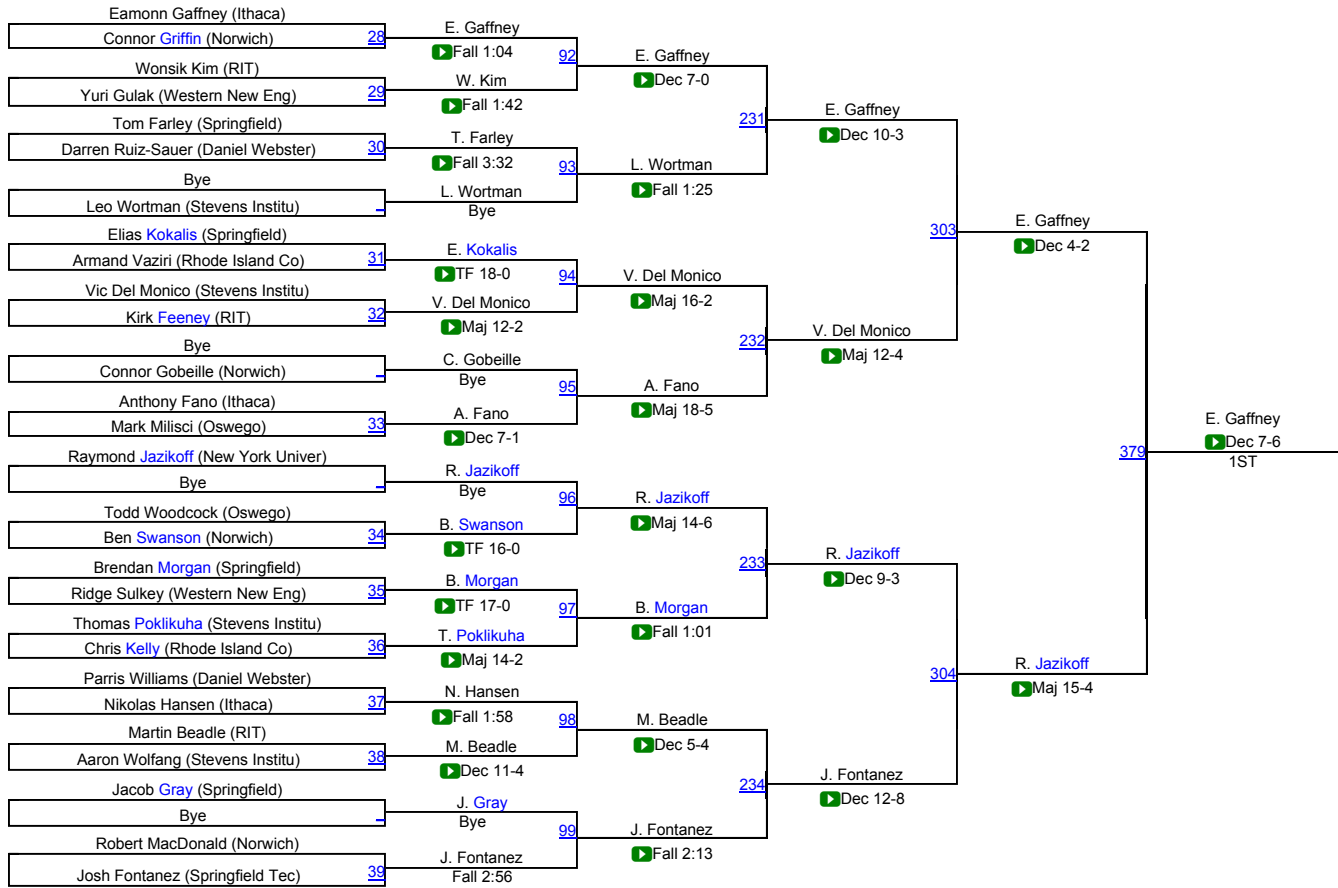 Eamonn Gaffney (Ithaca)
Connor Griffin (Norwich)
28
Wonsik Kim (RIT)
Yuri Gulak (Western New Eng)
29
Tom Farley (Springfield)
Darren Ruiz-Sauer (Daniel Webster)
30
Bye
Leo Wortman (Stevens Institu)
Elias Kokalis (Springfield)
Armand Vaziri (Rhode Island Co)
31
Vic Del Monico (Stevens Institu)
Kirk Feeney (RIT)
32
Bye
Connor Gobeille (Norwich)
Anthony Fano (Ithaca)
Mark Milisci (Oswego)
33
Raymond Jazikoff (New York Univer)
Bye
Todd Woodcock (Oswego)
Ben Swanson (Norwich)
34
Brendan Morgan (Springfield)
Ridge Sulkey (Western New Eng)
35
Thomas Poklikuha (Stevens Institu)
Chris Kelly (Rhode Island Co)
36
Parris Williams (Daniel Webster)
Nikolas Hansen (Ithaca)
37
Martin Beadle (RIT)
Aaron Wolfang (Stevens Institu)
38
Jacob Gray (Springfield)
Bye
Robert MacDonald (Norwich)
Josh Fontanez (Springfield Tec)
39
E. Gaffney
Fall 1:04
92
W. Kim
Fall 1:42
T. Farley
Fall 3:32
93
L. Wortman
Bye
E. Kokalis
TF 18-0
94
V. Del Monico
Maj 12-2
C. Gobeille
Bye
95
A. Fano
Dec 7-1
R. Jazikoff
Bye
96
B. Swanson
TF 16-0
B. Morgan
TF 17-0
97
T. Poklikuha
Maj 14-2
N. Hansen
Fall 1:58
98
M. Beadle
Dec 11-4
J. Gray
Bye
99
J. Fontanez
Fall 2:56
E. Gaffney
Dec 7-0
231
L. Wortman
Fall 1:25
V. Del Monico
Maj 16-2
232
A. Fano
Maj 18-5
R. Jazikoff
Maj 14-6
233
B. Morgan
Fall 1:01
M. Beadle
Dec 5-4
234
J. Fontanez
Fall 2:13
E. Gaffney
Dec 10-3
303
V. Del Monico
Maj 12-4
R. Jazikoff
Dec 9-3
304
J. Fontanez
Dec 12-8
E. Gaffney
Dec 4-2
379
R. Jazikoff
Maj 15-4
E. Gaffney
Dec 7-6
1ST